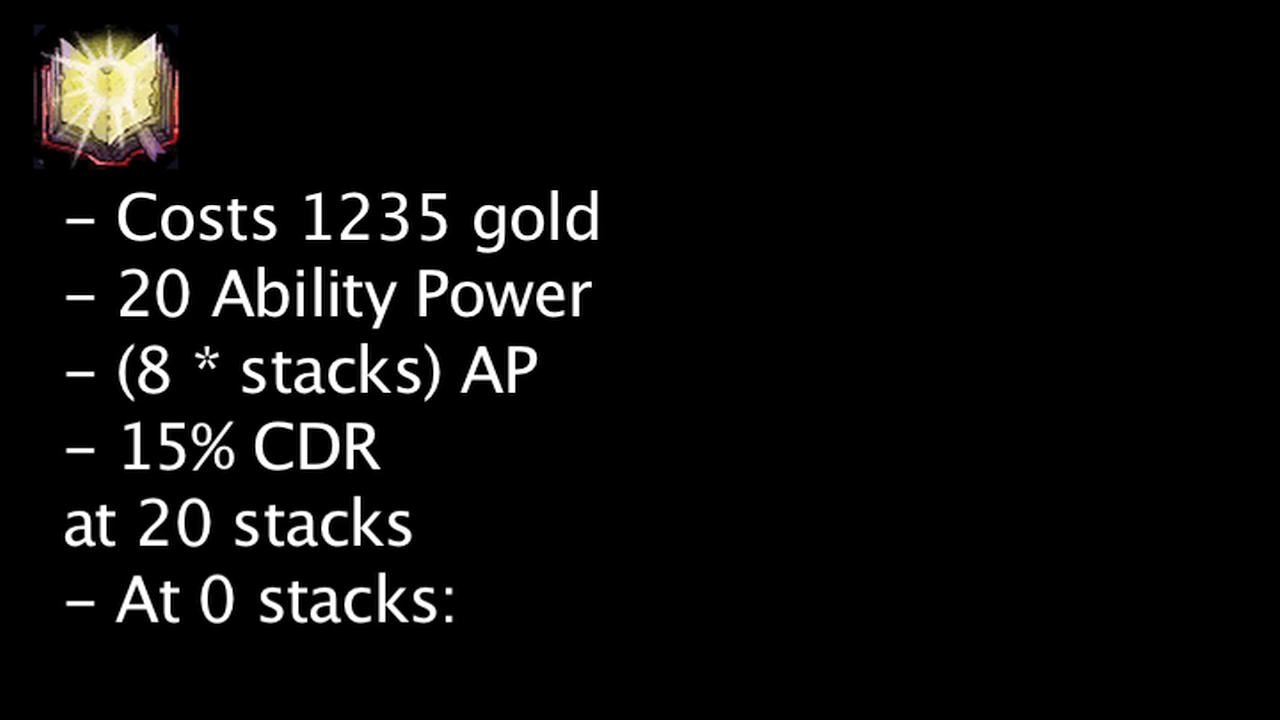 – Costs 1235 gold
– 20 Ability Power
– (8 * stacks) AP
– 15% CDR
at 20 stacks
– At 0 stacks: